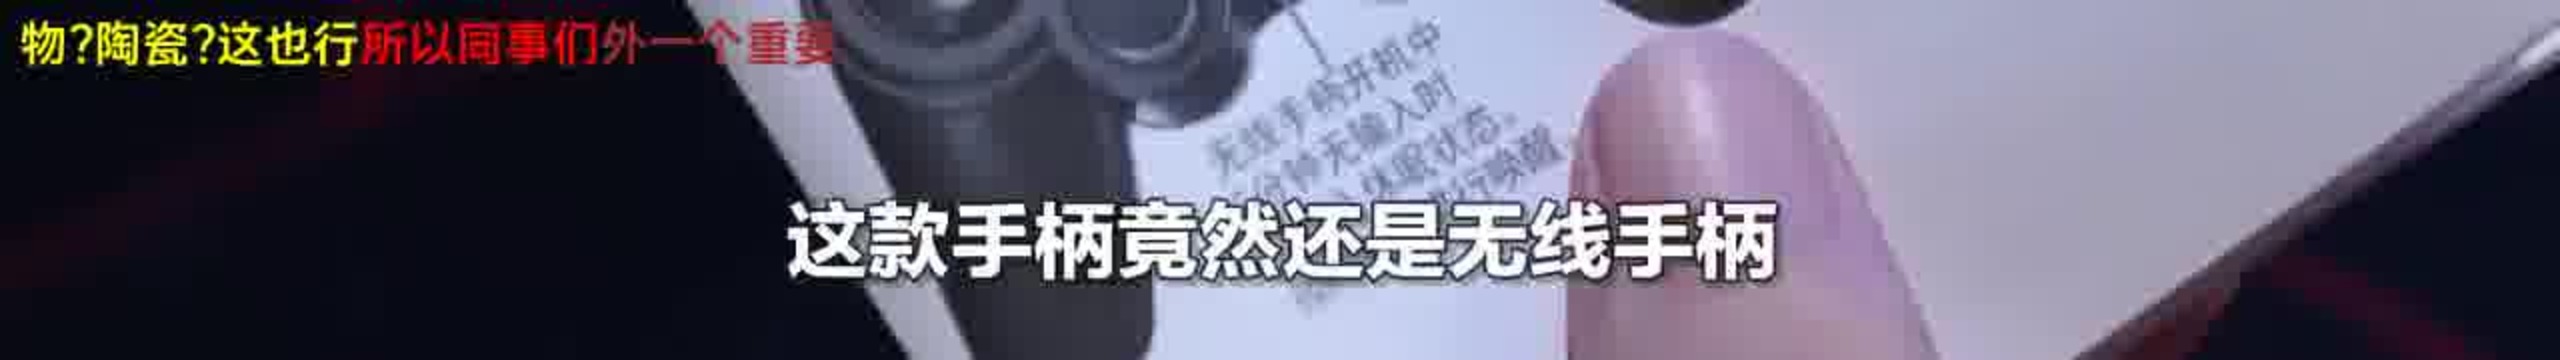 物?陶瓷?这也行所以同事们外一个重要
无线手柄开机中
分钟无输入时
入休眠状态。
进行唤醒
这款手柄竟然还是无线手柄